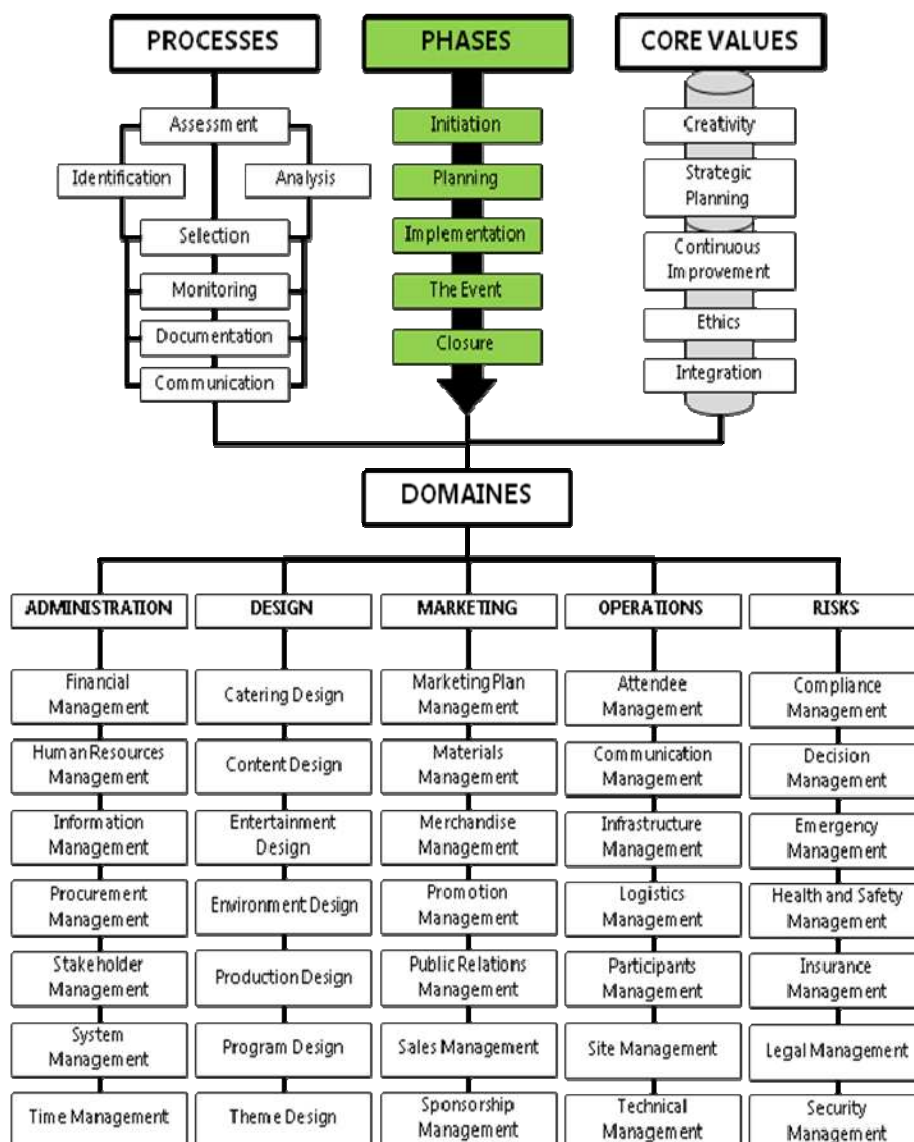 PROCESSES
Assessment
Identification
Analysis
Selection
Monitoring
Documentation
Communication
PHASES
Initiation
Planning
Implementation
The Event
Closure
CORE VALUES
Creativity
Strategic
Planning
Continuous
Improvement
Ethics
Integration
DOMAINES
ADMINISTRATION
Financial
Management
Human Resources
Management
Information
Management
Procurement
Management
Stakeholder
Management
System
Management
Time Management
DESIGN
Catering Design
Content Design
Entertainment
Design
Environment Design
Production Design
Program Design
Theme Design
MARKETING
Marketing Plan
Management
Materials
Management
Merchandise
Management
Promotion
Management
Public Relations
Management
Sales Management
Sponsorship
Management
OPERATIONS
Attendee
Management
Communication
Management
Infrastructure
Management
Logistics
Management
Participants
Management
Site Management
Technical
Management
RISKS
Compliance
Management
Decision
Management
Emergency
Management
Health and Safety
Management
Insurance
Management
Legal Management
Security
Management